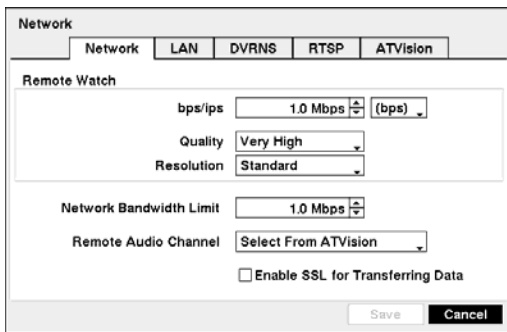 Network
Network LAN DVRNS RTSP ATVision
Remote Watch
bps/ips 1.0 Mbps (bps)
Quality Very High
Resolution Standard
Network Bandwidth Limit 1.0 Mbps
Remote Audio Channel Select From ATVision
Enable SSL for Transferring Data
Save Cancel